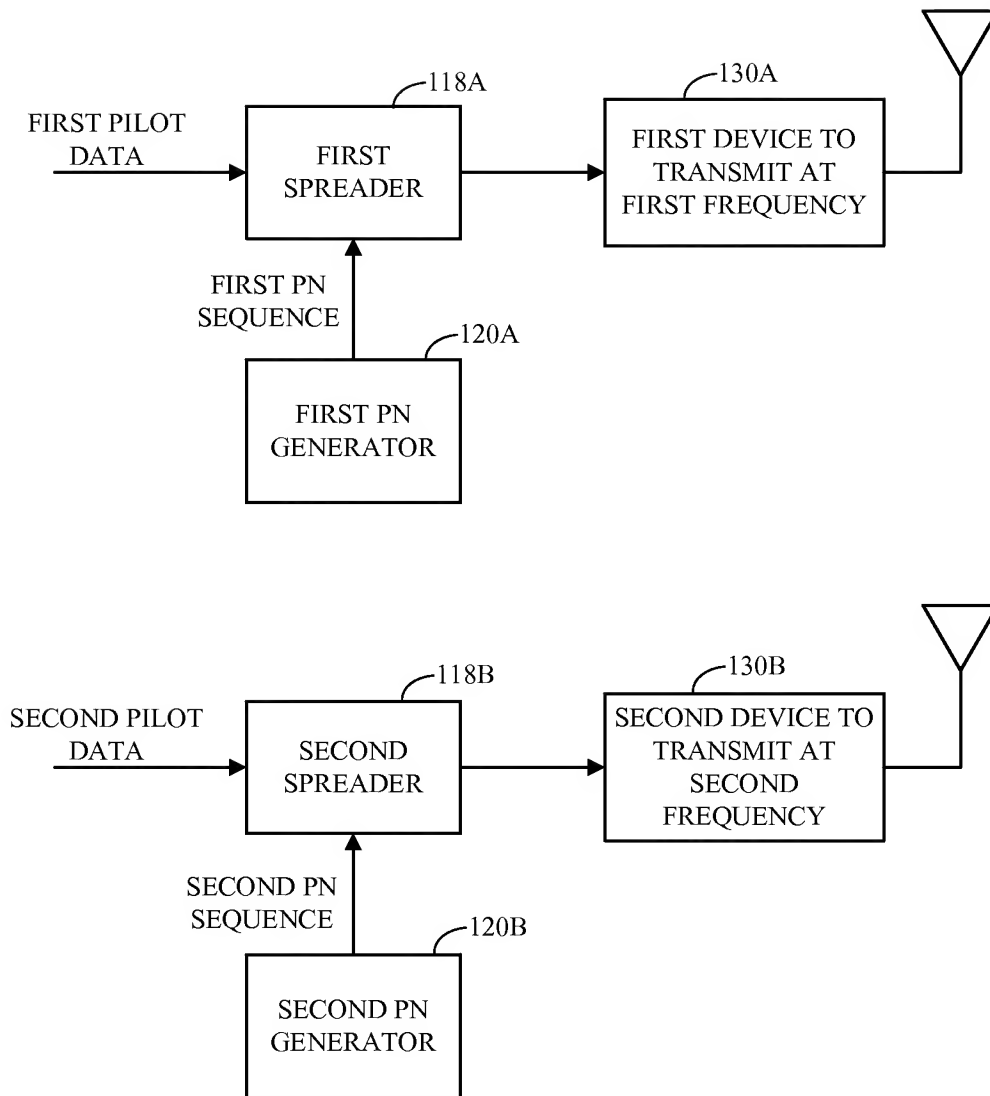 118A
130A
FIRST PILOT
DATA
FIRST
SPREADER
FIRST DEVICE TO
TRANSMIT AT
FIRST FREQUENCY
FIRST PN
SEQUENCE
120A
FIRST PN
GENERATOR
118B
130B
SECOND PILOT
DATA
SECOND
SPREADER
SECOND DEVICE TO
TRANSMIT AT
SECOND
FREQUENCY
SECOND PN
SEQUENCE
120B
SECOND PN
GENERATOR